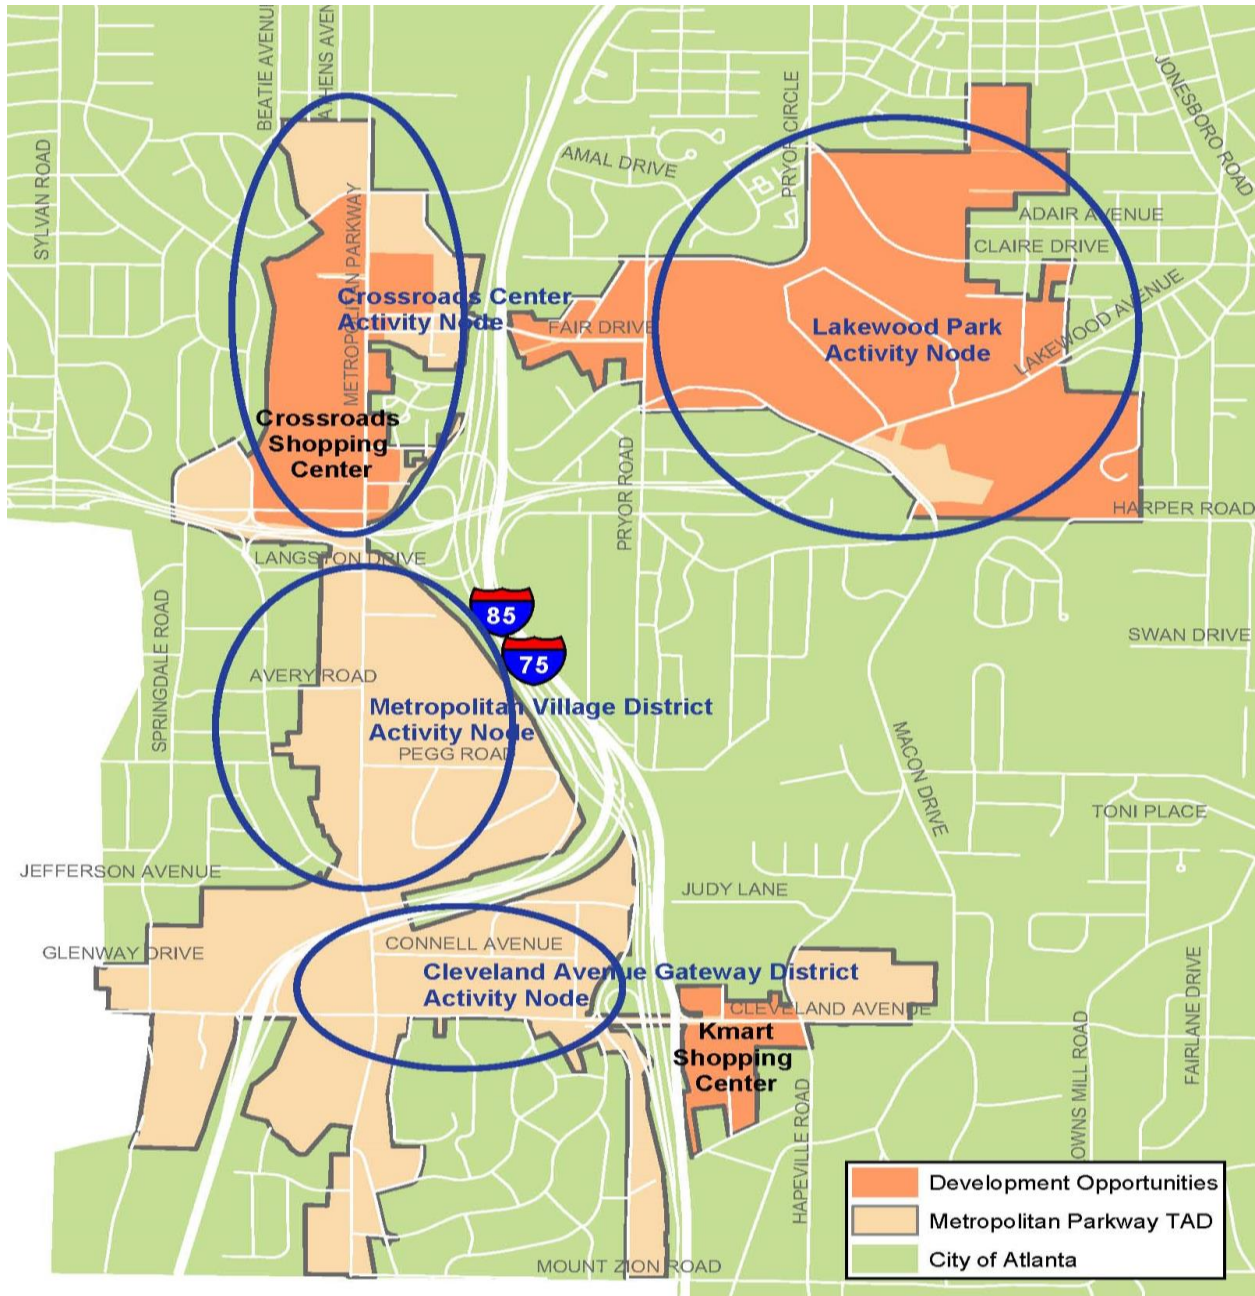 BEATIE AVENUE
ATHENS AVEN
SYLVAN ROAD
PRYOR CIRCLE
JONESBORO ROAD
AMAL DRIVE
METROPOLITAN PARKWAY
ADAIR AVENUE
CLAIRE DRIVE
Crossroads Center
Activity Node
FAIR DRIVE
Lakewood Park
Activity Node
LAKEWOOD AVENUE
Crossroads
Shopping
Center
PRYOR ROAD
HARPER ROAD
LANGSTON DRIVE
85
75
SPRINGDALE ROAD
SWAN DRIVE
AVERY ROAD
Metropolitan Village District
Activity Node
PEGG ROAD
MACON DRIVE
TONI PLACE
JEFFERSON AVENUE
JUDY LANE
GLENWAY DRIVE
CONNELL AVENUE
Cleveland Avenue Gateway District
Activity Node
CLEVELAND AVENUE
Kmart
Shopping
Center
HAPEVILLE ROAD
OWNS MILL ROAD
FAIRLANE DRIVE
MOUNT ZION ROAD
Development Opportunities
Metropolitan Parkway TAD
City of Atlanta